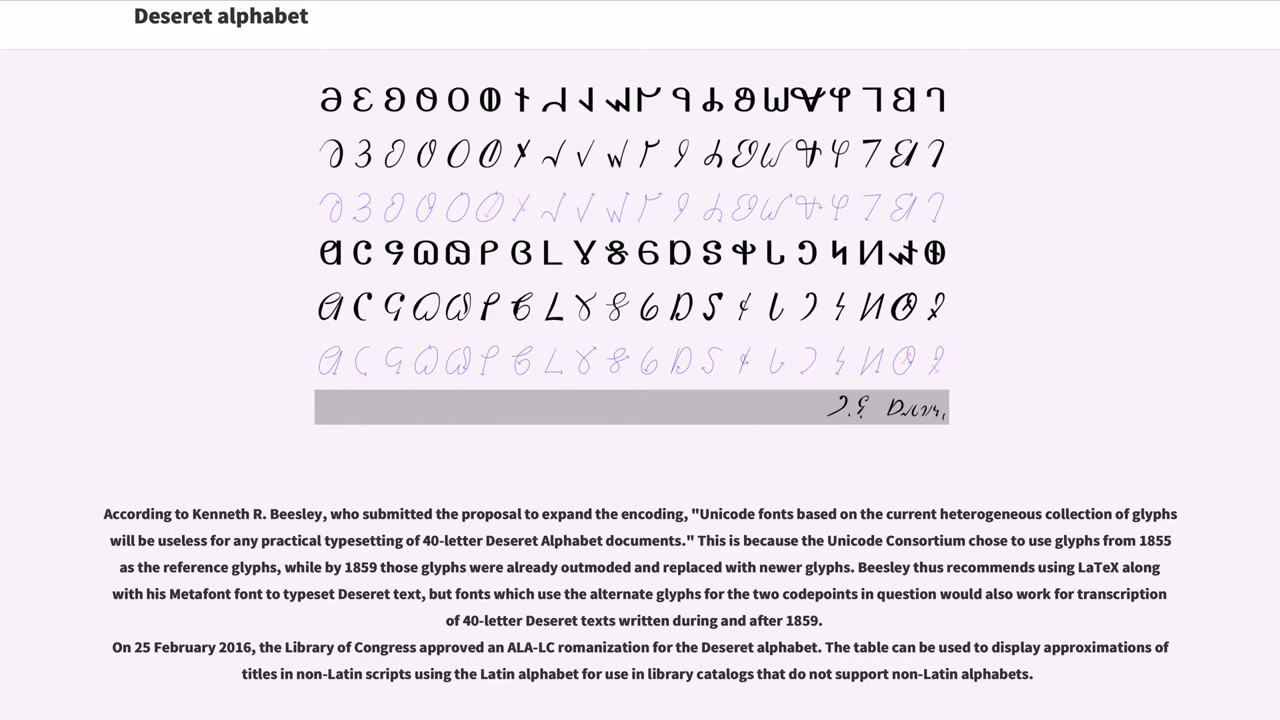 Deseret alphabet
𐐀 𐐁 𐐂 𐐃 𐐄 𐐅 𐐆 𐐇 𐐈 𐐉 𐐊 𐐋 𐐌 𐐍 𐐎 𐐏 𐐐 𐐑 𐐒 𐐓
𐐀 𐐁 𐐂 𐐃 𐐄 𐐅 𐐆 𐐇 𐐈 𐐉 𐐊 𐐋 𐐌 𐐍 𐐎 𐐏 𐐐 𐐑 𐐒 𐐓
𐐀 𐐁 𐐂 𐐃 𐐄 𐐅 𐐆 𐐇 𐐈 𐐉 𐐊 𐐋 𐐌 𐐍 𐐎 𐐏 𐐐 𐐑 𐐒 𐐓
𐐔 𐐕 𐐖 𐐗 𐐘 𐐙 𐐚 𐐛 𐐜 𐐝 𐐞 𐐟 𐐠 𐐡 𐐢 𐐣 𐐤 𐐥 𐐦 𐐧
𐐔 𐐕 𐐖 𐐗 𐐘 𐐙 𐐚 𐐛 𐐜 𐐝 𐐞 𐐟 𐐠 𐐡 𐐢 𐐣 𐐤 𐐥 𐐦 𐐧
𐐔 𐐕 𐐖 𐐗 𐐘 𐐙 𐐚 𐐛 𐐜 𐐝 𐐞 𐐟 𐐠 𐐡 𐐢 𐐣 𐐤 𐐥 𐐦 𐐧
According to Kenneth R. Beesley, who submitted the proposal to expand the encoding, "Unicode fonts based on the current heterogeneous collection of glyphs
will be useless for any practical typesetting of 40-letter Deseret Alphabet documents." This is because the Unicode Consortium chose to use glyphs from 1855
as the reference glyphs, while by 1859 those glyphs were already outmoded and replaced with newer glyphs. Beesley thus recommends using LaTeX along
with his Metafont font to typeset Deseret text, but fonts which use the alternate glyphs for the two codepoints in question would also work for transcription
of 40-letter Deseret texts written during and after 1859.
On 25 February 2016, the Library of Congress approved an ALA-LC romanization for the Deseret alphabet. The table can be used to display approximations of
titles in non-Latin scripts using the Latin alphabet for use in library catalogs that do not support non-Latin alphabets.